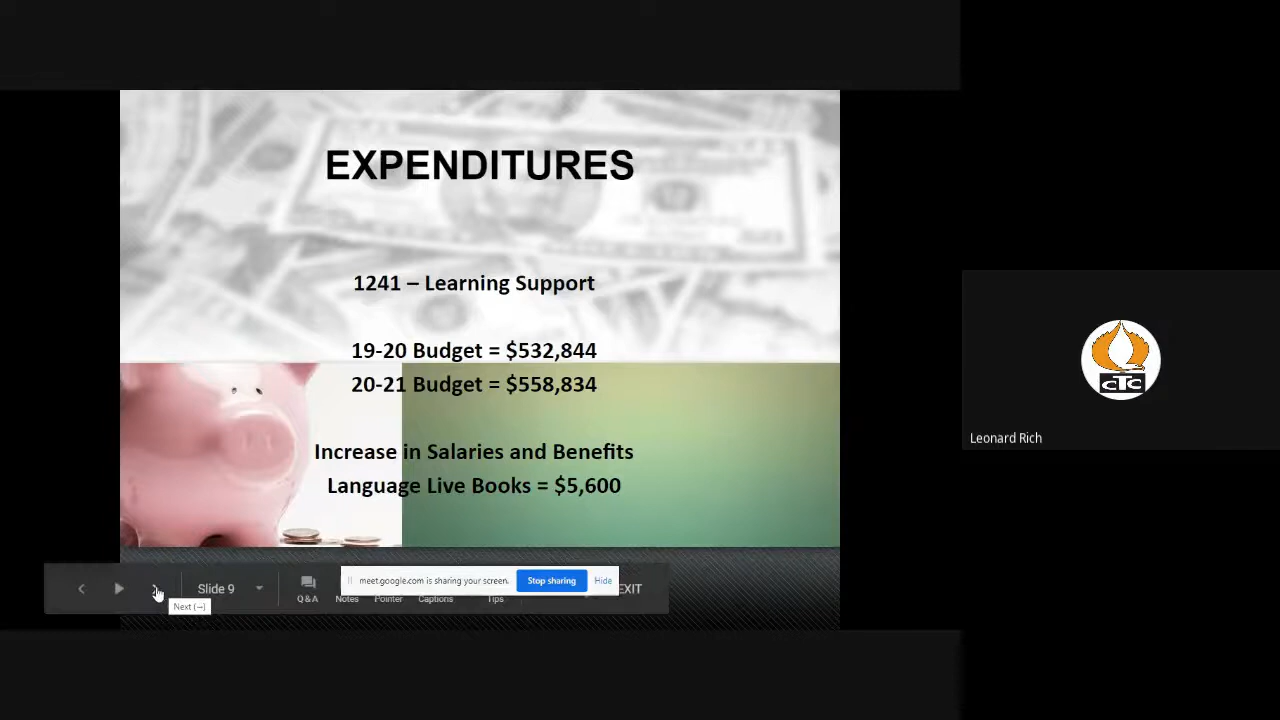 EXPENDITURES
1241 – Learning Support
19-20 Budget = $532,844
20-21 Budget = $558,834
Increase in Salaries and Benefits
Language Live Books = $5,600
CTC
Leonard Rich
meet.google.com is sharing your screen.
Stop sharing
Hide
Slide 9
EXIT
Q&A
Notes
Pointer
Captions
Tips
Next (→)